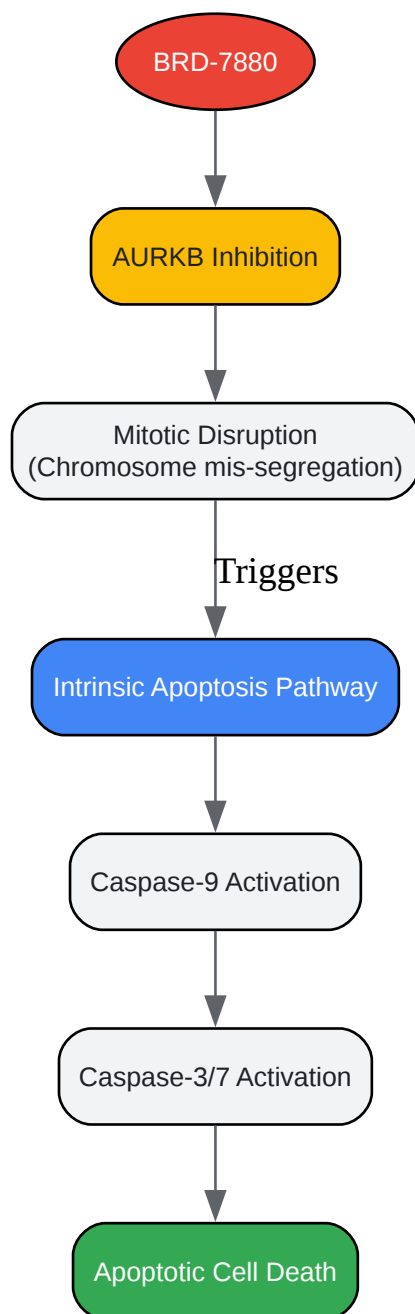 BRD-7880
AURKB Inhibition
Mitotic Disruption
(Chromosome mis-segregation)
Triggers
Intrinsic Apoptosis Pathway
Caspase-9 Activation
Caspase-3/7 Activation
Apoptotic Cell Death